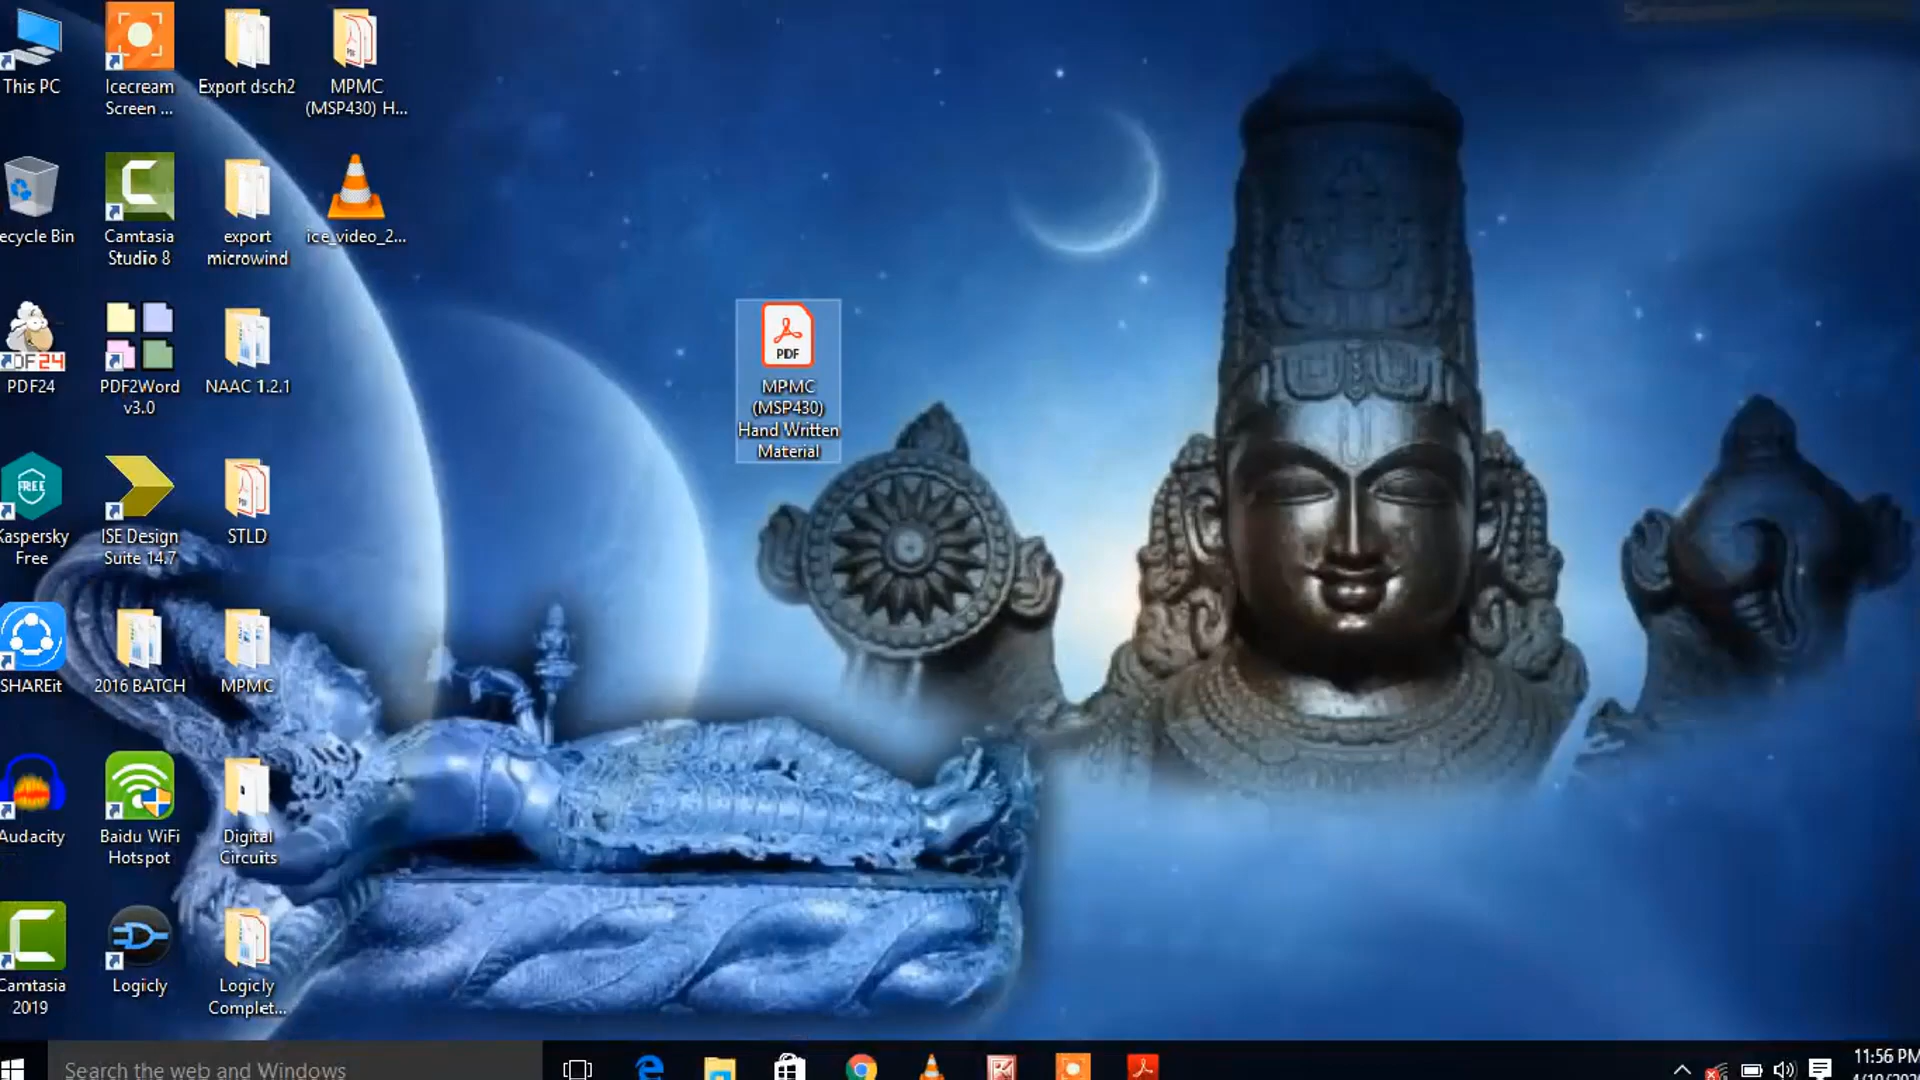 This PC
Icecream
Screen ...
Export dsch2
MPMC
(MSP430) H...
PDF
ecycle Bin
Camtasia
Studio 8
export
microwind
ice_video_2...
DF24
PDF24
PDF2Word
v3.0
NAAC 1.2.1
PDF
MPMC
(MSP430)
Hand Written
Material
FREE
Kaspersky
Free
ISE Design
Suite 14.7
PDF
STLD
SHAREit
2016 BATCH
MPMC
Audacity
Baidu WiFi
Hotspot
Digital
Circuits
Camtasia
2019
Logicly
Logicly
Complet...
Search the web and Windows
11:56 PM